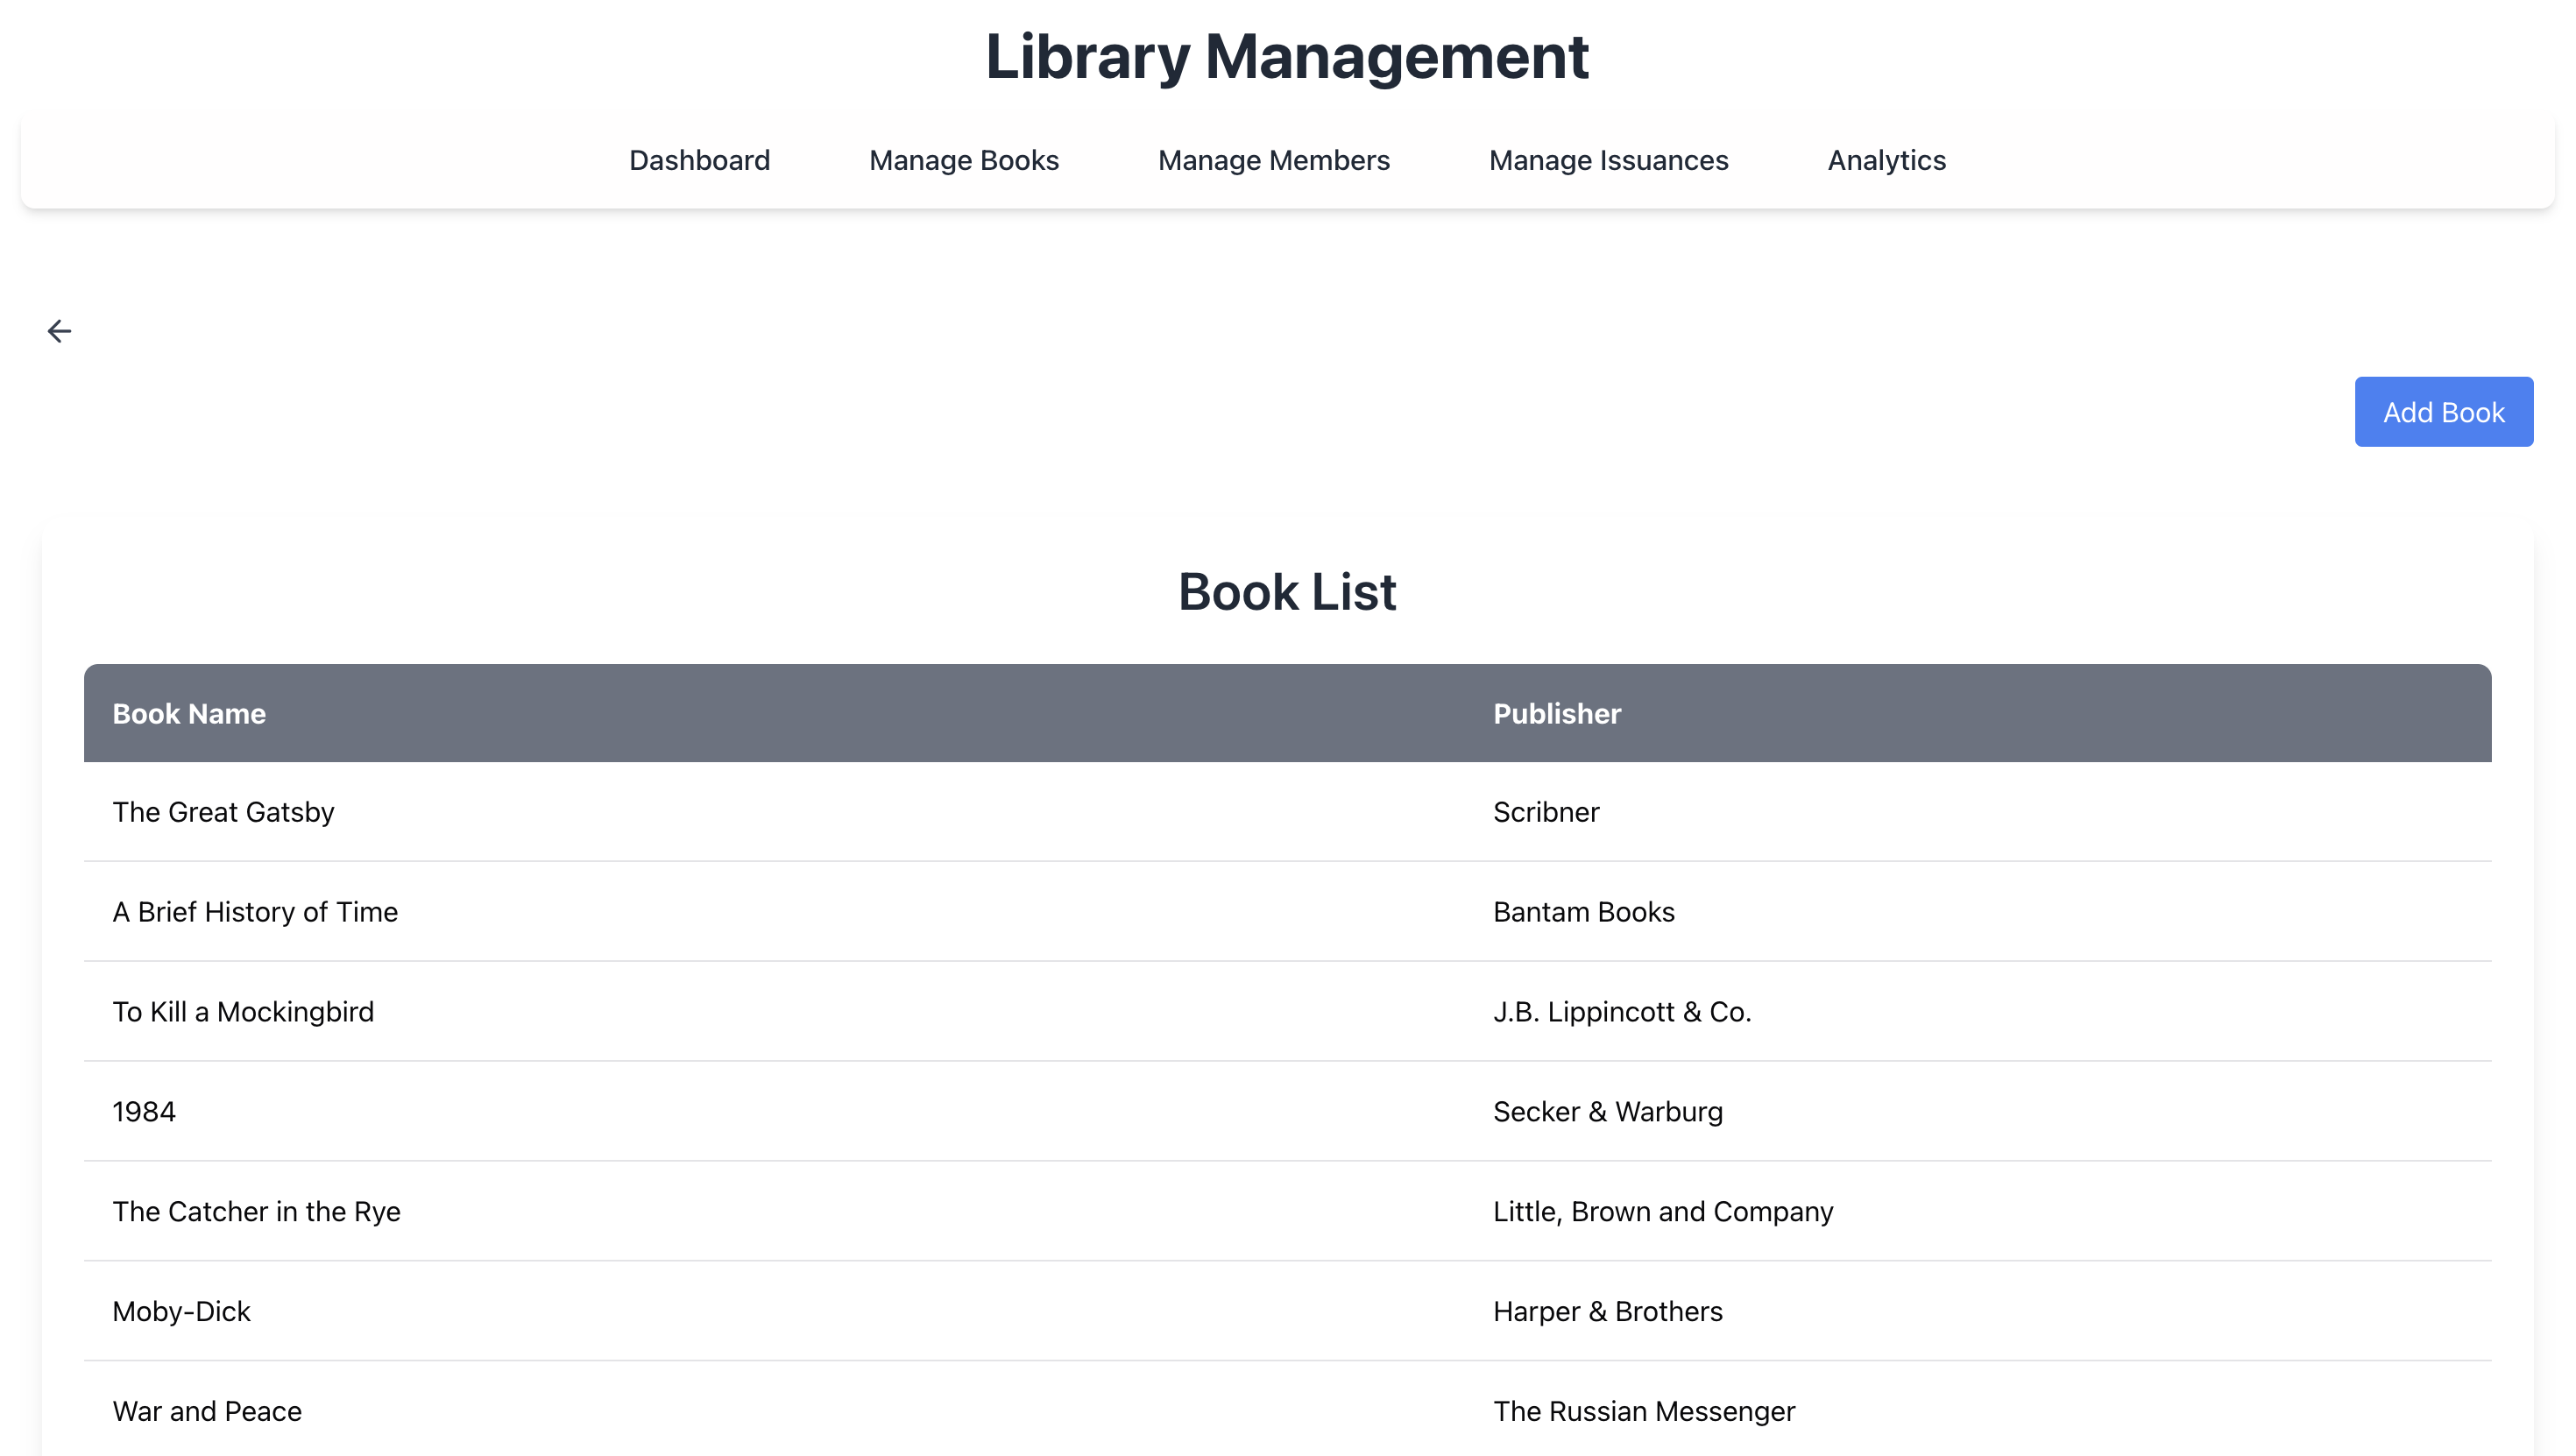 Library Management
Dashboard Manage Books Manage Members Manage Issuances Analytics
Add Book
Book List
Book Name Publisher
The Great Gatsby Scribner
A Brief History of Time Bantam Books
To Kill a Mockingbird J.B. Lippincott & Co.
1984 Secker & Warburg
The Catcher in the Rye Little, Brown and Company
Moby-Dick Harper & Brothers
War and Peace The Russian Messenger